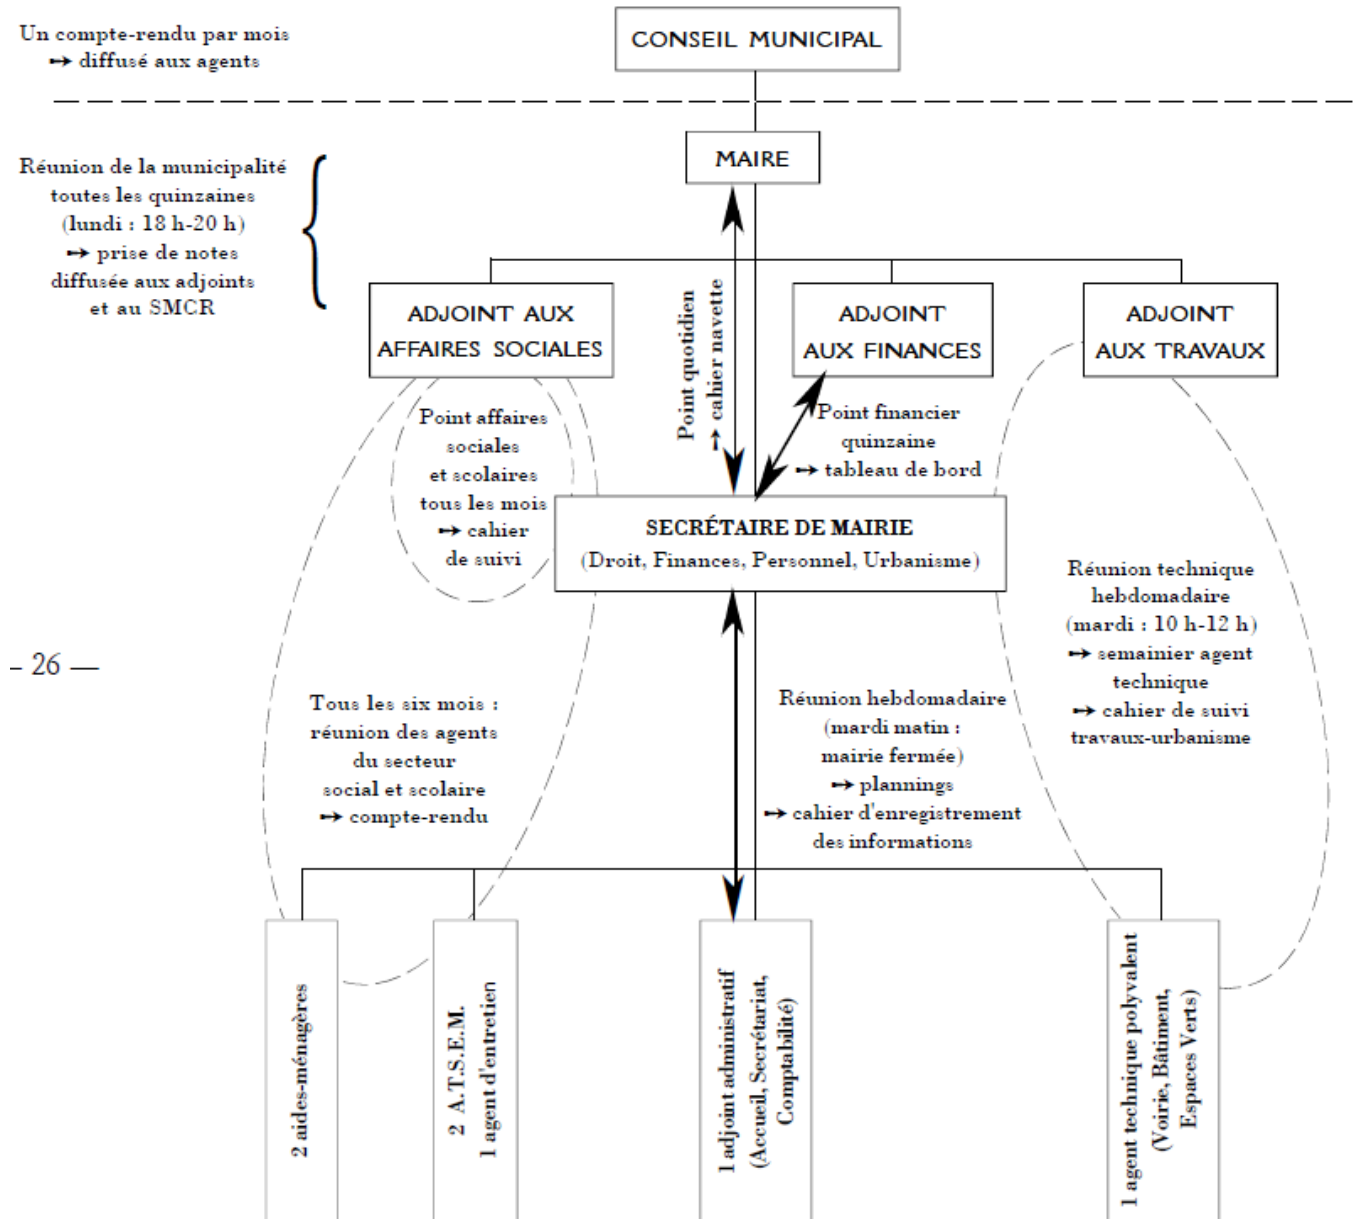 Un compte-rendu par mois
➻ diffusé aux agents
CONSEIL MUNICIPAL
MAIRE
Réunion de la municipalité
toutes les quinzaines
(lundi : 18 h-20 h)
➻ prise de notes
diffusée aux adjoints
et au SMCR
ADJOINT AUX
AFFAIRES SOCIALES
Point quotidien
➻ cahier navette
ADJOINT
AUX FINANCES
ADJOINT
AUX TRAVAUX
Point affaires
sociales
et scolaires
tous les mois
➻ cahier
de suivi
Point financier
quinzaine
➻ tableau de bord
SECRÉTAIRE DE MAIRIE
(Droit, Finances, Personnel, Urbanisme)
Réunion technique
hebdomadaire
(mardi : 10 h-12 h)
➻ semainier agent
technique
➻ cahier de suivi
travaux-urbanisme
– 26 —
Tous les six mois :
réunion des agents
du secteur
social et scolaire
➻ compte-rendu
Réunion hebdomadaire
(mardi matin :
mairie fermée)
➻ plannings
➻ cahier d'enregistrement
des informations
2 aides-ménagères
2 A.T.S.E.M.
1 agent d'entretien
1 adjoint administratif
(Accueil, Secrétariat,
Comptabilité)
1 agent technique polyvalent
(Voirie, Bâtiment,
Espaces Verts)